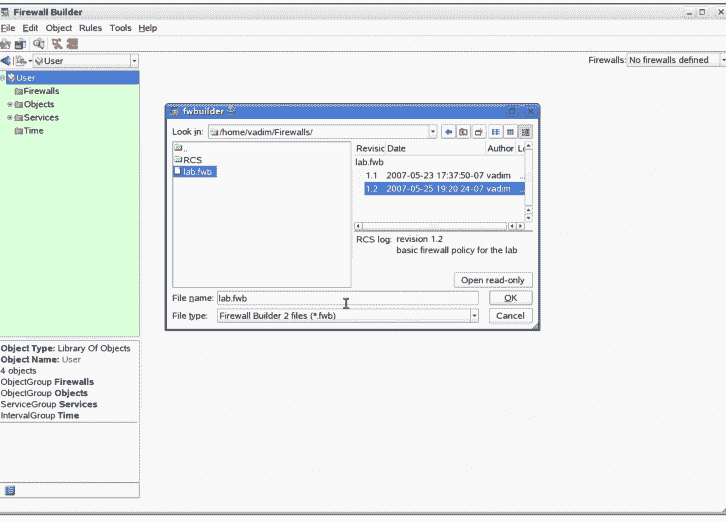 Firewall Builder
File Edit Object Rules Tools Help
User
Firewalls: No firewalls defined
User
Firewalls
Objects
Services
Time
fwbuilder
Look in: /home/vadim/Firewalls/
..
RCS
lab.fwb
Revisic Date Author
lab.fwb
1.1 2007-05-23 17:37:50-07 vadim ..
1.2 2007-05-25 19:20:24-07 vadim ..
RCS log: revision 1.2
basic firewall policy for the lab
Open read-only
File name: lab.fwb
OK
File type: Firewall Builder 2 files (*.fwb)
Cancel
Object Type: Library Of Objects
Object Name: User
4 objects
ObjectGroup Firewalls
ObjectGroup Objects
ServiceGroup Services
IntervalGroup Time